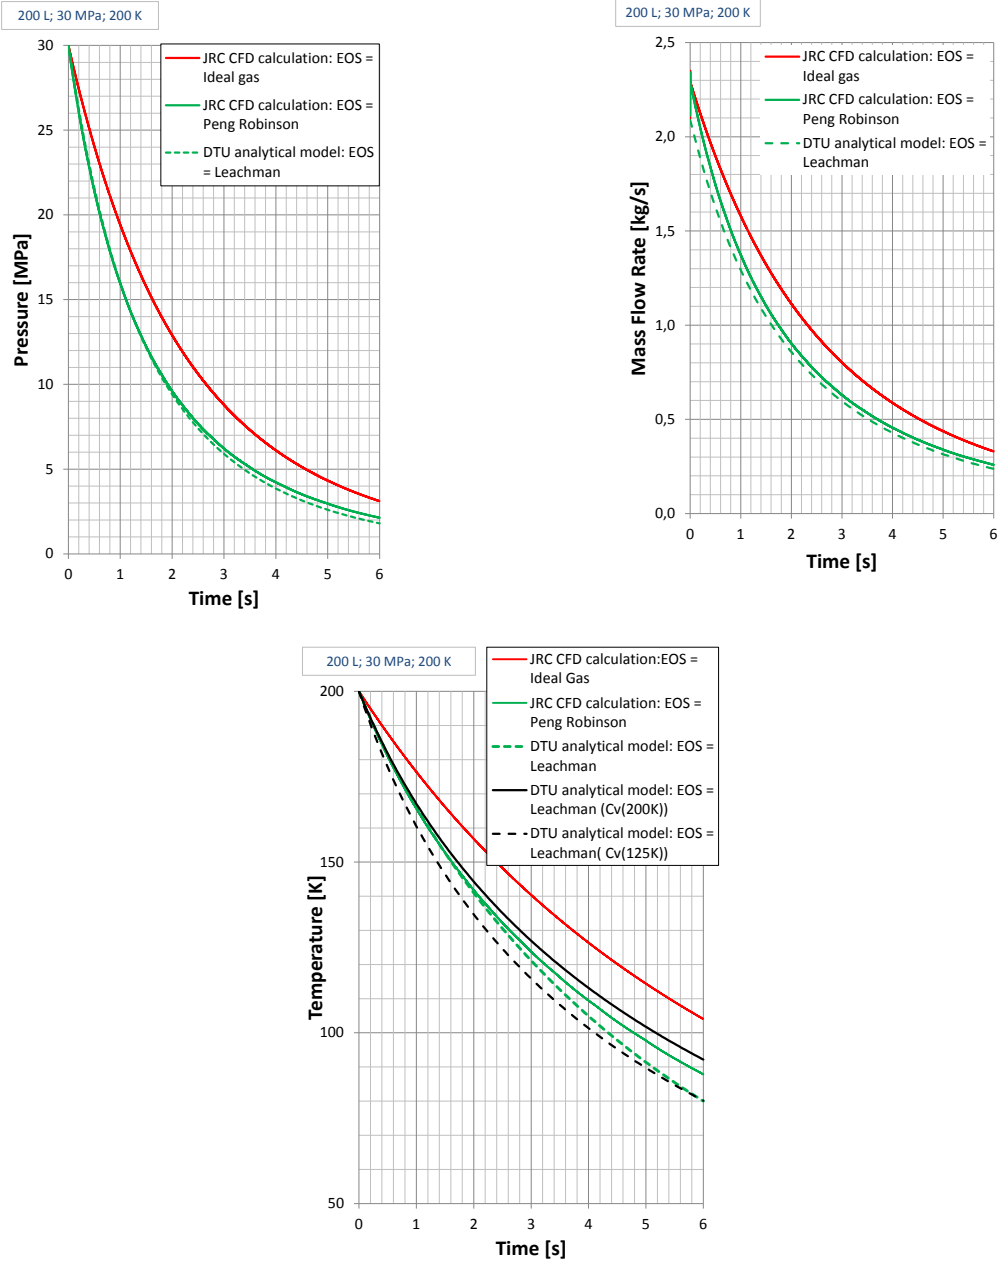 200 L; 30 MPa; 200 K
30
25
20
15
10
5
0
0 1 2 3 4 5 6
Pressure [MPa]
Time [s]
JRC CFD calculation: EOS =
Ideal gas
JRC CFD calculation: EOS =
Peng Robinson
DTU analytical model: EOS
= Leachman
200 L; 30 MPa; 200 K
2,5
2,0
1,5
1,0
0,5
0,0
0 1 2 3 4 5 6
Mass Flow Rate [kg/s]
Time [s]
JRC CFD calculation: EOS =
Ideal gas
JRC CFD calculation: EOS =
Peng Robinson
DTU analytical model: EOS =
Leachman
200 L; 30 MPa; 200 K
200
150
100
50
0 1 2 3 4 5 6
Temperature [K]
Time [s]
JRC CFD calculation:EOS =
Ideal Gas
JRC CFD calculation: EOS =
Peng Robinson
DTU analytical model: EOS =
Leachman
DTU analytical model: EOS =
Leachman (Cv(200K))
DTU analytical model: EOS =
Leachman( Cv(125K))